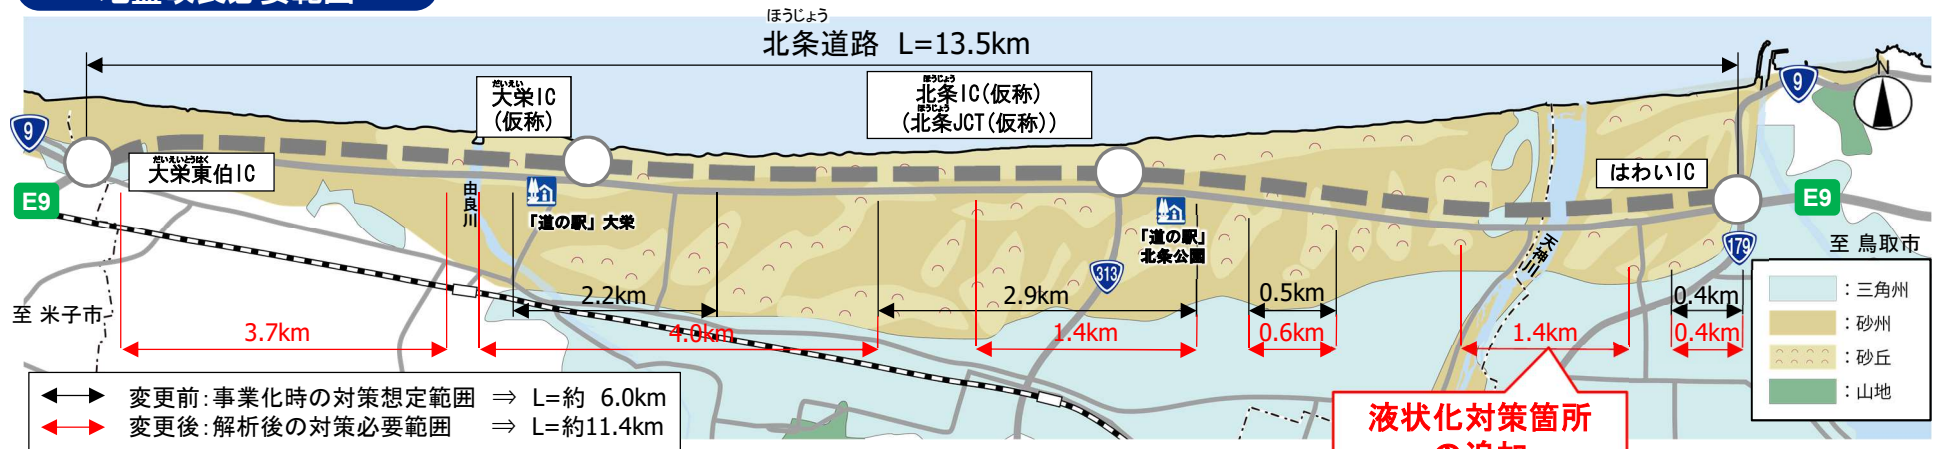 ほうじょう
北条道路 L=13.5km
だいえい
大栄IC
(仮称)
ほうじょう
北条IC(仮称)
ほうじょう
(北条JCT(仮称))
N
9
9
だいえいとうはく
大栄東伯IC
はわいIC
E9
E9
由良川
「道の駅」大栄
「道の駅」
北条公園
天神川
313
179
至 鳥取市
至 米子市
2.2km
2.9km
0.5km
0.4km
3.7km
4.0km
1.4km
0.6km
1.4km
0.4km
:三角州
:砂州
:砂丘
:山地
変更前:事業化時の対策想定範囲 ⇒ L=約 6.0km
変更後:解析後の対策必要範囲 ⇒ L=約11.4km
液状化対策箇所
の追加